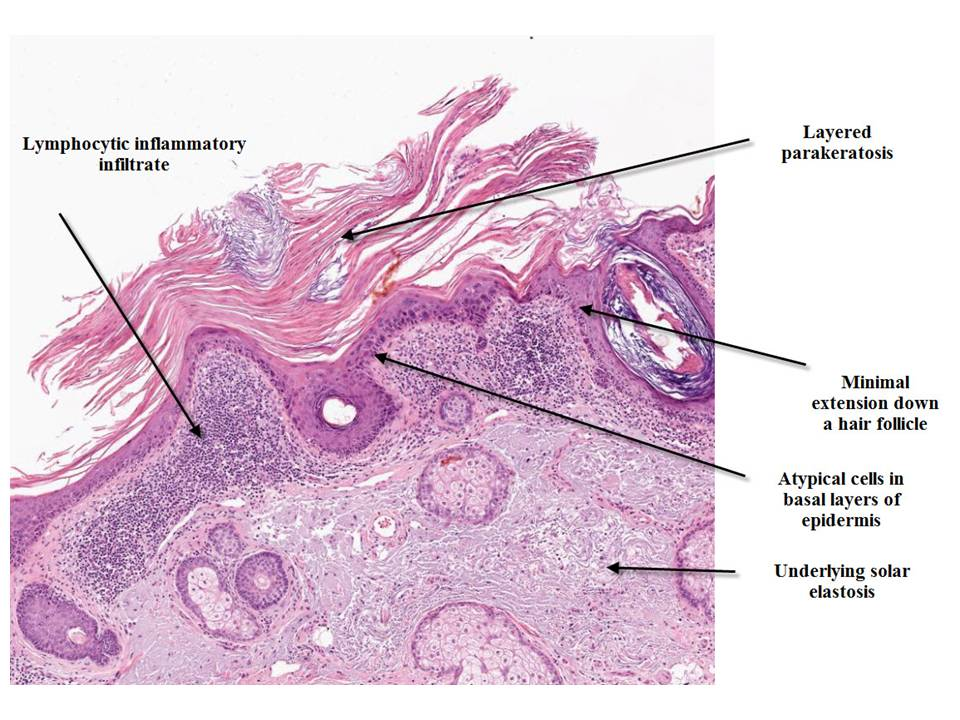 Lymphocytic inflammatory
infiltrate
Layered
parakeratosis
Minimal
extension down
a hair follicle
Atypical cells in
basal layers of
epidermis
Underlying solar
elastosis